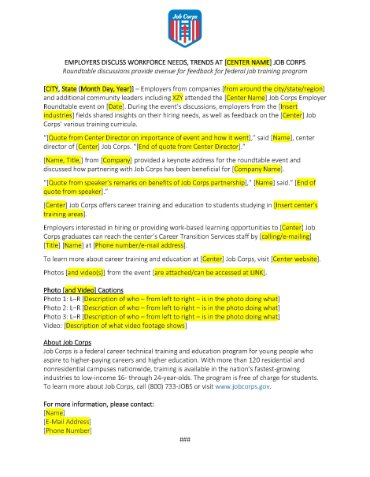 Job Corps
EMPLOYERS DISCUSS WORKFORCE NEEDS, TRENDS AT [CENTER NAME] JOB CORPS
Roundtable discussions provide avenue for feedback for federal job training program
[CITY, State (Month Day, Year)] – Employers from companies [from around the city/state/region]
and additional community leaders including XZY attended the [Center Name] Job Corps Employer
Roundtable event on [Date]. During the event's discussions, employers from the [Insert
industries] fields shared insights on their hiring needs, as well as feedback on the [Center] Job
Corps' various training curricula.
"[Quote from Center Director on importance of event and how it went]," said [Name], center
director of [Center] Job Corps. "[End of quote from Center Director]."
[Name, Title,] from [Company] provided a keynote address for the roundtable event and
discussed how partnering with Job Corps has been beneficial for [Company Name].
"[Quote from speaker's remarks on benefits of Job Corps partnership]," [Name] said." [End of
quote from speaker]."
[Center] Job Corps offers career training and education to students studying in [Insert center's
training areas].
Employers interested in hiring or providing work-based learning opportunities to [Center] Job
Corps graduates can reach the center's Career Transition Services staff by [calling/e-mailing]
[Title] [Name] at [Phone number/e-mail address].
To learn more about career training and education at [Center] Job Corps, visit [Center website].
Photos [and video(s)] from the event [are attached/can be accessed at LINK].
Photo [and Video] Captions
Photo 1: L–R [Description of who – from left to right – is in the photo doing what]
Photo 2: L–R [Description of who – from left to right – is in the photo doing what]
Photo 3: L–R [Description of who – from left to right – is in the photo doing what]
Video: [Description of what video footage shows]
About Job Corps
Job Corps is a federal career technical training and education program for young people who
aspire to higher-paying careers and higher education. With more than 120 residential and
nonresidential campuses nationwide, training is available in the nation's fastest-growing
industries to low-income 16- through 24-year-olds. The program is free of charge for students.
To learn more about Job Corps, call (800) 733-JOBS or visit www.jobcorps.gov.
For more information, please contact:
[Name]
[E-Mail Address]
[Phone Number]
###